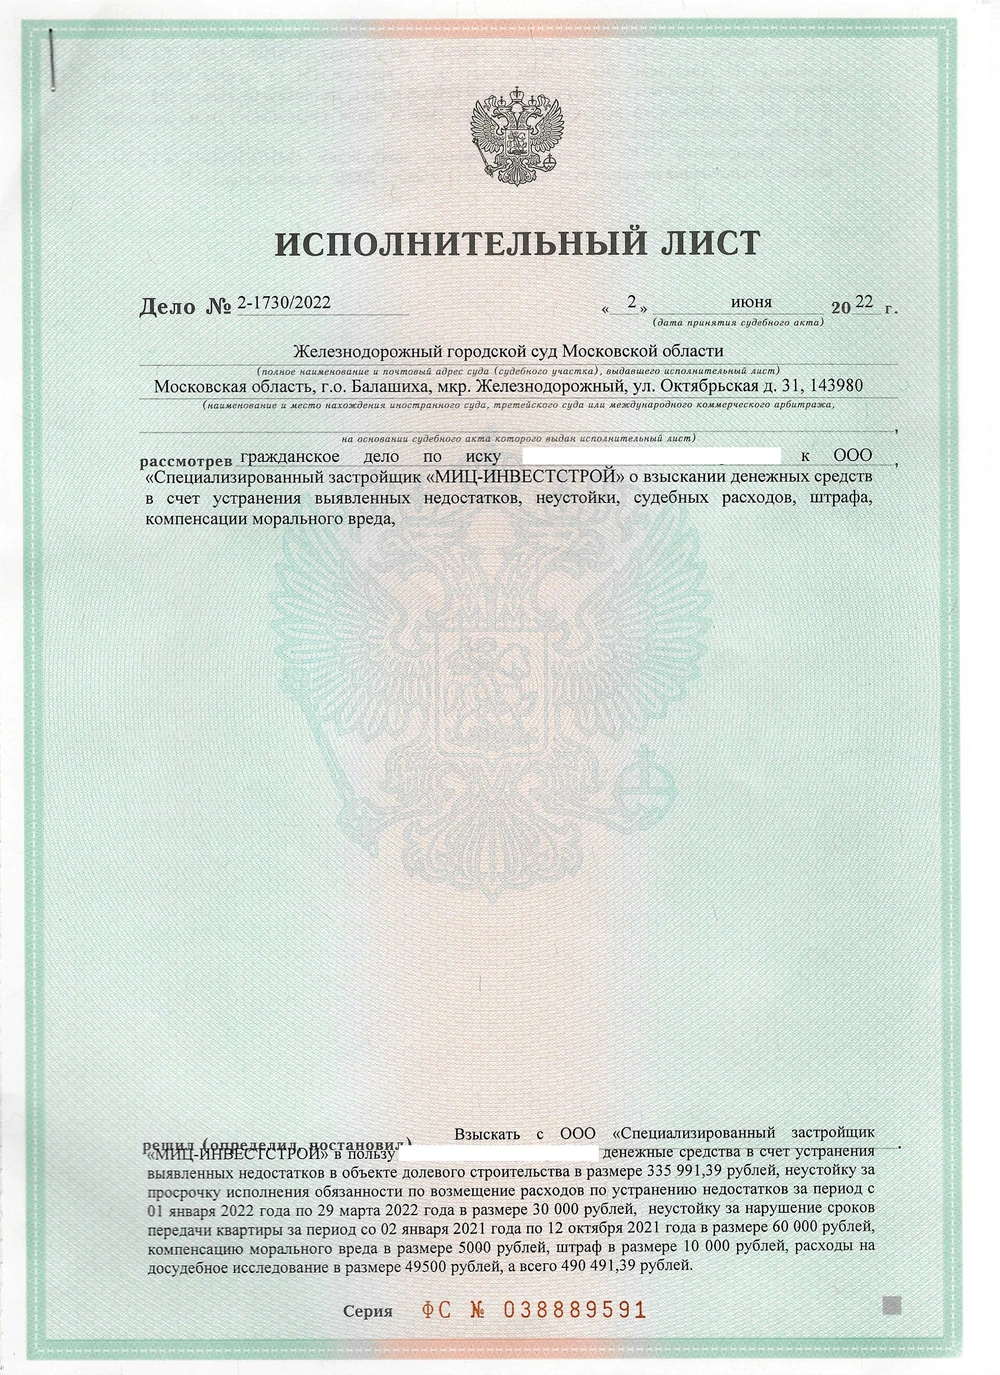 ИСПОЛНИТЕЛЬНЫЙ ЛИСТ
Дело № 2-1730/2022 « 2 » июня 20 22 г.
(дата принятия судебного акта)
Железнодорожный городской суд Московской области
(полное наименование и почтовый адрес суда (судебного участка), выдавшего исполнительный лист)
Московская область, г.о. Балашиха, мкр. Железнодорожный, ул. Октябрьская д. 31, 143980
(наименование и место нахождения иностранного суда, третейского суда или международного коммерческого арбитража,
,
на основании судебного акта которого выдан исполнительный лист)
рассмотрев гражданское дело по иску к ООО ,
«Специализированный застройщик «МИЦ-ИНВЕСТСТРОЙ» о взыскании денежных средств
в счет устранения выявленных недостатков, неустойки, судебных расходов, штрафа,
компенсации морального вреда,
решил (определил, постановил) Взыскать с ООО «Специализированный застройщик .
«МИЦ-ИНВЕСТСТРОЙ» в пользу денежные средства в счет устранения
выявленных недостатков в объекте долевого строительства в размере 335 991,39 рублей, неустойку за
просрочку исполнения обязанности по возмещение расходов по устранению недостатков за период с
01 января 2022 года по 29 марта 2022 года в размере 30 000 рублей, неустойку за нарушение сроков
передачи квартиры за период со 02 января 2021 года по 12 октября 2021 года в размере 60 000 рублей,
компенсацию морального вреда в размере 5000 рублей, штраф в размере 10 000 рублей, расходы на
досудебное исследование в размере 49500 рублей, а всего 490 491,39 рублей.
Серия ФС № 038889591